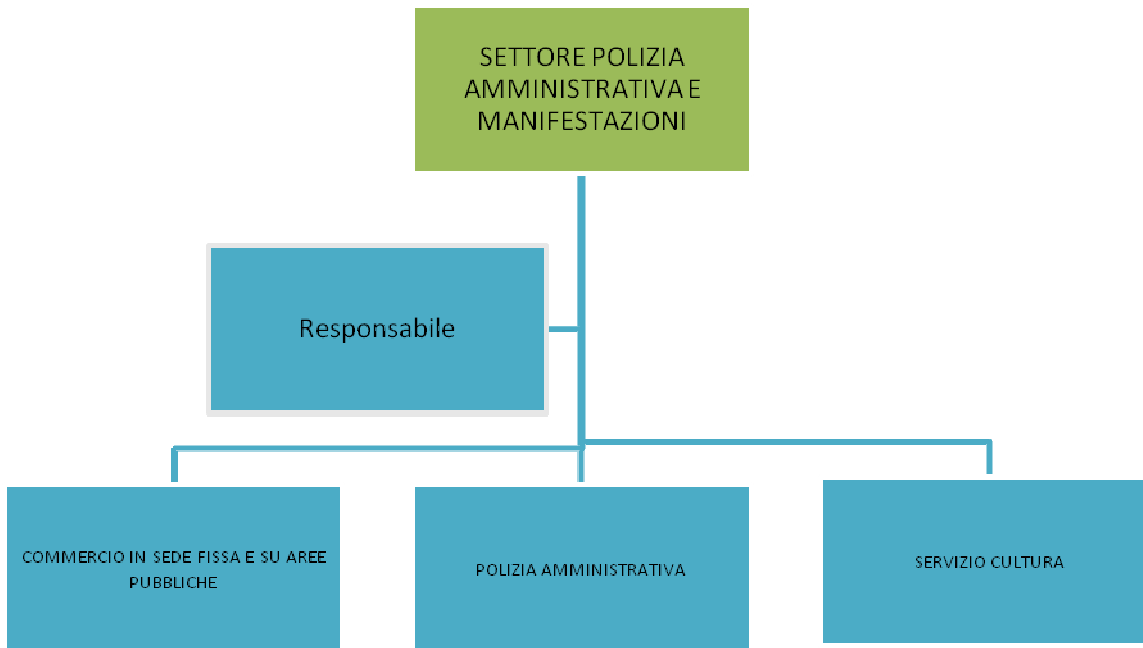 SETTORE POLIZIA
AMMINISTRATIVA E
MANIFESTAZIONI
Responsabile
COMMERCIO IN SEDE FISSA E SU AREE
PUBBLICHE
POLIZIA AMMINISTRATIVA
SERVIZIO CULTURA